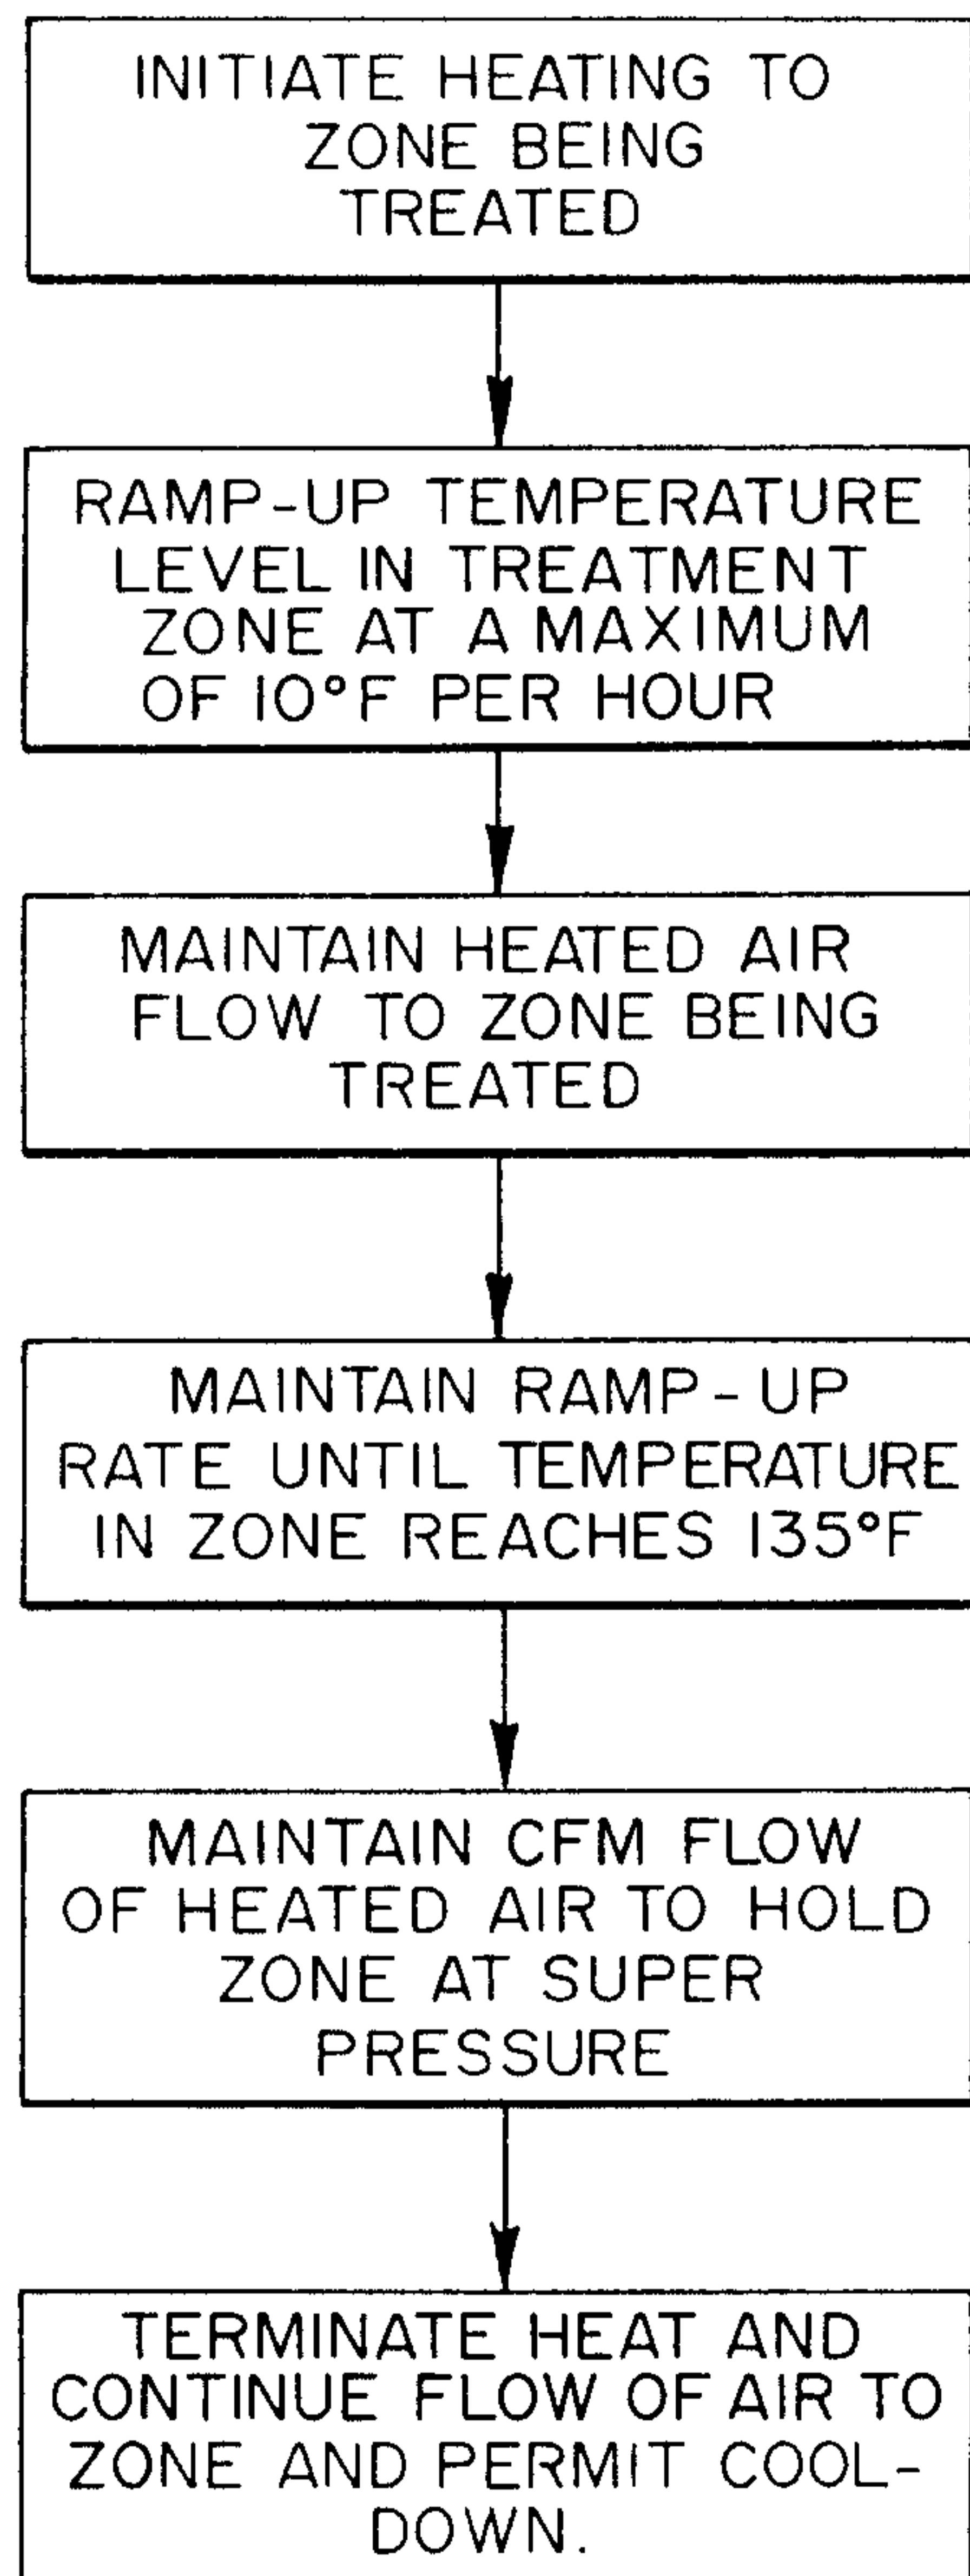 INITIATE HEATING TO
ZONE BEING
TREATED
RAMP-UP TEMPERATURE
LEVEL IN TREATMENT
ZONE AT A MAXIMUM
OF 10°F PER HOUR
MAINTAIN HEATED AIR
FLOW TO ZONE BEING
TREATED
MAINTAIN RAMP-UP
RATE UNTIL TEMPERATURE
IN ZONE REACHES 135°F
MAINTAIN CFM FLOW
OF HEATED AIR TO HOLD
ZONE AT SUPER
PRESSURE
TERMINATE HEAT AND
CONTINUE FLOW OF AIR TO
ZONE AND PERMIT COOL-
DOWN.